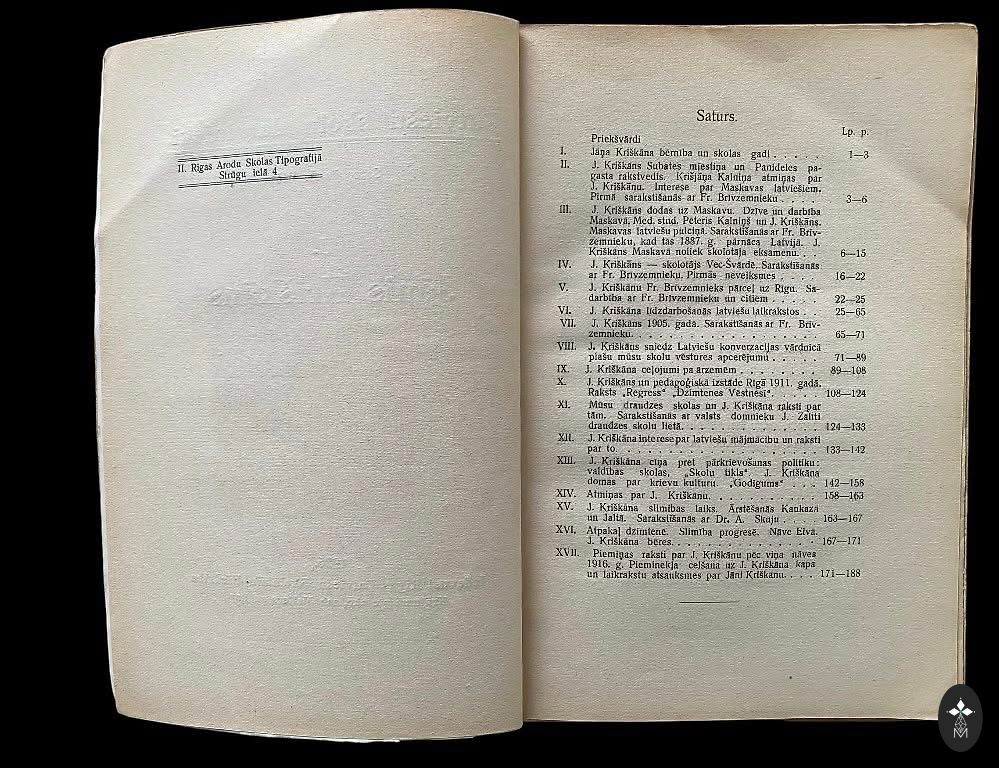 II. Rīgas Arodu Skolas Tipografijā
Strūgu ielā 4
Saturs.
Lp. p.
Priekšvārdi
I. Jāņa Kriškāna bērnība un skolas gadi . . . . . 1—3
II. J. Kriškāns Subates miestiņa un Panideles pa-
gasta rakstvedis. Krišjāņa Kalniņa atmiņas par
J. Kriškānu. Interese par Maskavas latviešiem.
Pirmā sarakstīšanās ar Fr. Brīvzemnieku . . . . 3—6
III. J. Kriškāns dodas uz Maskavu. Dzīve un darbība
Maskavā. Med. stud. Pēteris Kalniņš un J. Kriškāns.
Maskavas latviešu pulciņā. Sarakstīšanās ar Fr. Brīv-
zemnieku, kad tas 1887. g. pārnāca Latvijā. J.
Kriškāns Maskavā noliek skolotāja eksāmenu. . . 6—15
IV. J. Kriškāns — skolotājs Vec-Svārdē. Sarakstīšanās
ar Fr. Brīvzemnieku. Pirmās neveiksmes . . . . 16—22
V. J. Kriškānu Fr. Brīvzemnieks pārceļ uz Rīgu. Sa-
darbība ar Fr. Brīvzemnieku un citiem . . . . . 22—25
VI. J. Kriškāna līdzdarbošanās latviešu laikrakstos . . 25—65
VII. J. Kriškāns 1905. gadā. Sarakstīšanās ar Fr. Brīv-
zemnieku. . . . . . . . . . . . . . . . . . 65—71
VIII. J. Kriškāns sniedz Latviešu konverzacijas vārdnīcā
plašu mūsu skolu vēstures apcerējumu . . . . . 71—89
IX. J. Kriškāna ceļojumi pa ārzemēm . . . . . . . . 89—108
X. J. Kriškāns un pedagoģiskā izstāde Rīgā 1911. gadā.
Raksts „Regress“ „Dzimtenes Vēstnesī“. . . . . . 108—124
XI. Mūsu draudzes skolas un J. Kriškāna raksti par
tām. Sarakstīšanās ar valsts domnieku J. Zālīti
draudzes skolu lietā. . . . . . . . . . . . . 124—133
XII. J. Kriškāna interese par latviešu mājmācību un raksti
par to. . . . . . . . . . . . . . . . . . . 133—142
XIII. J. Kriškāna cīņa pret pārkrievošanas politiku:
valdības skolas, „Skolu tīkls“. J. Kriškāna
domas par krievu kulturu. „Godīgums“ . . . 142—158
XIV. Atmiņas par J. Kriškānu. . . . . . . . . . . 158—163
XV. J. Kriškāna slimības laiks. Ārstēšanās Kaukazā
un Jaltā. Sarakstīšanās ar Dr. A. Skuju . . . . 163—167
XVI. Atpakaļ dzimtenē. Slimība progresē. Nāve Elvā.
J. Kriškāna bēres. . . . . . . . . . . . . . 167—171
XVII. Piemiņas raksti par J. Kriškānu pēc viņa nāves
1916. g. Pieminekļa celšana uz J. Kriškāna kapa
un laikrakstu atsauksmes par Jāni Kriškānu. . . . 171—188
M